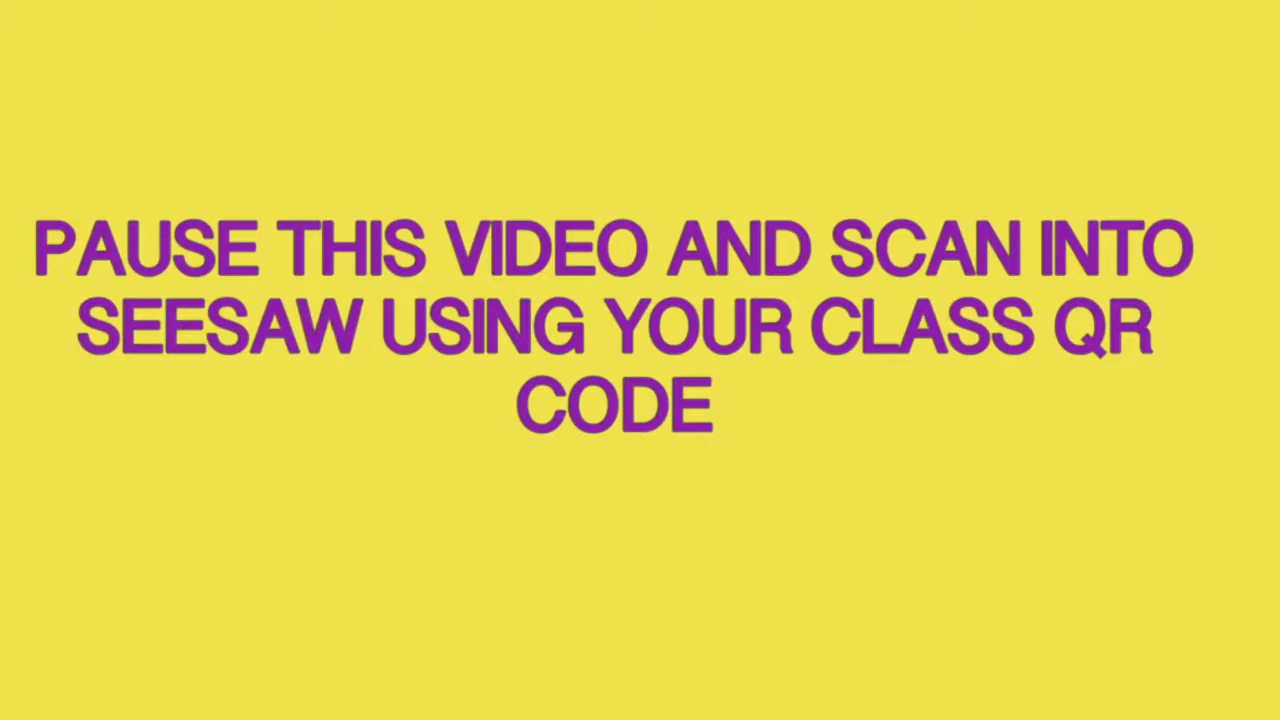 PAUSE THIS VIDEO AND SCAN INTO
SEESAW USING YOUR CLASS QR
CODE